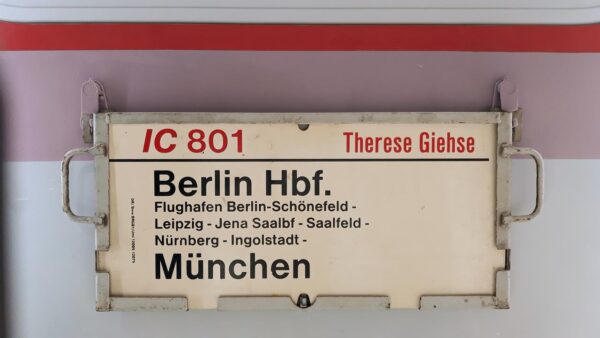 IC 801 Therese Giehse
Berlin Hbf.
Flughafen Berlin-Schönefeld -
Leipzig - Jena Saalbf - Saalfeld -
Nürnberg - Ingolstadt -
München